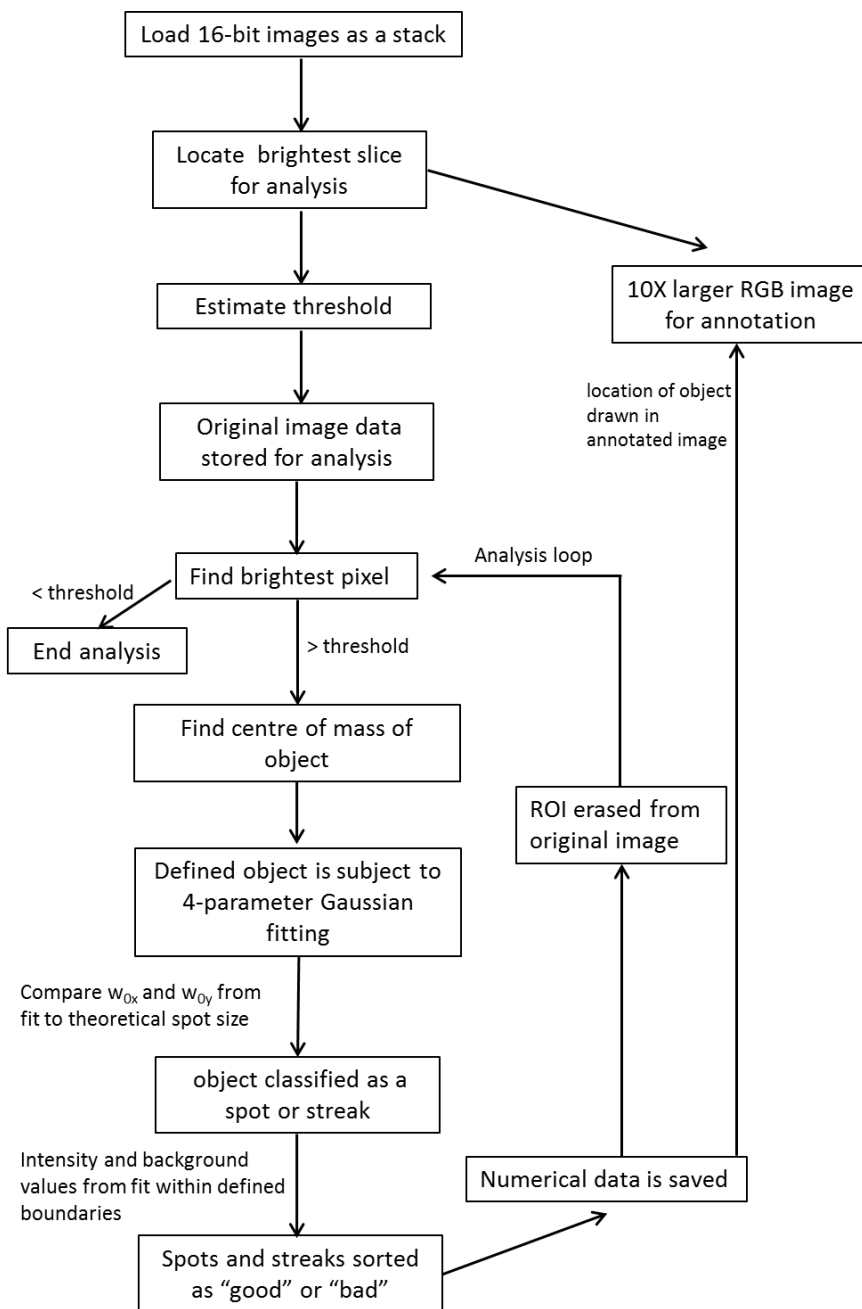 Load 16-bit images as a stack
Locate brightest slice
for analysis
Estimate threshold
10X larger RGB image
for annotation
location of object
drawn in
annotated image
Original image data
stored for analysis
Find brightest pixel
Analysis loop
< threshold
End analysis
> threshold
Find centre of mass of
object
ROI erased from
original image
Defined object is subject to
4-parameter Gaussian
fitting
Compare w0x and w0y from
fit to theoretical spot size
object classified as a
spot or streak
Intensity and background
values from fit within defined
boundaries
Numerical data is saved
Spots and streaks sorted
as “good” or “bad”